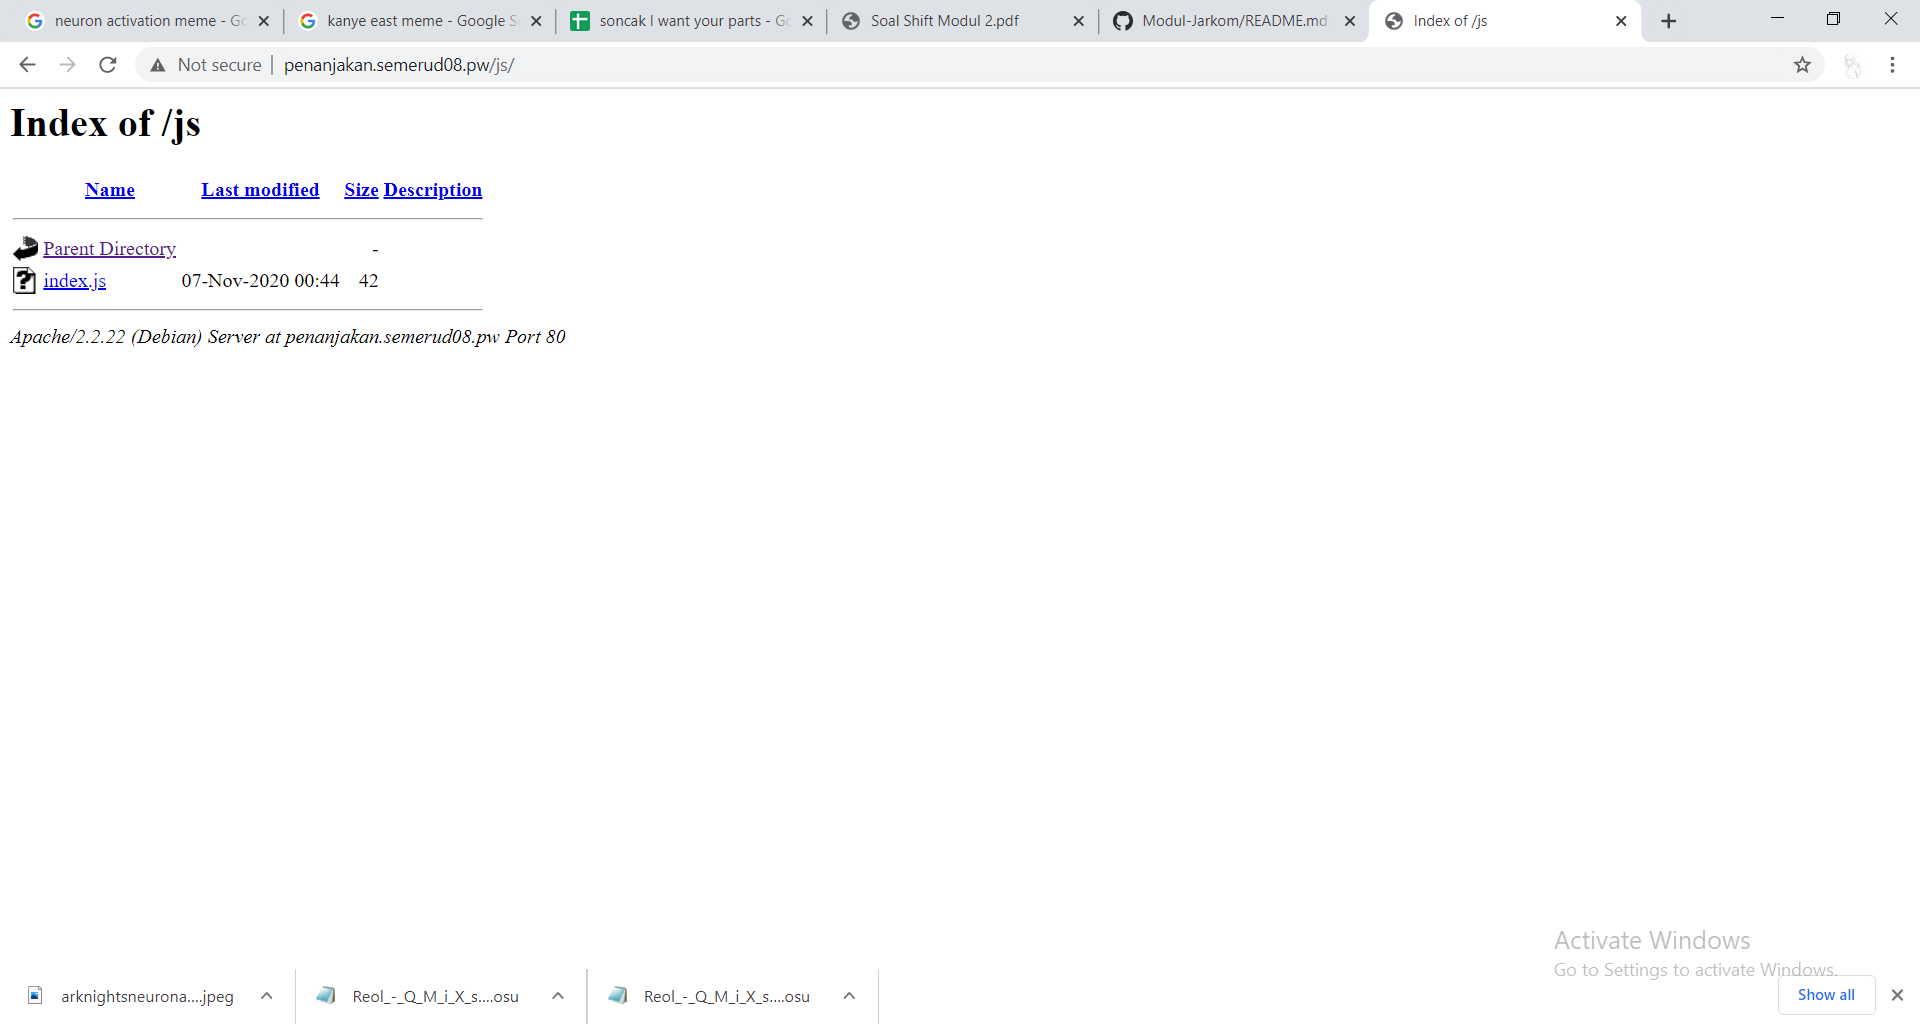 neuron activation meme - Go
kanye east meme - Google S
soncak I want your parts - Go
Soal Shift Modul 2.pdf
Modul-Jarkom/README.md
Index of /js
Not secure
penanjakan.semerud08.pw/js/
Index of /js
Name Last modified Size Description
Parent Directory -
index.js 07-Nov-2020 00:44 42
Apache/2.2.22 (Debian) Server at penanjakan.semerud08.pw Port 80
Activate Windows
Go to Settings to activate Windows.
arknightsneurona....jpeg
Reol_-_Q_M_i_X_s....osu
Reol_-_Q_M_i_X_s....osu
Show all